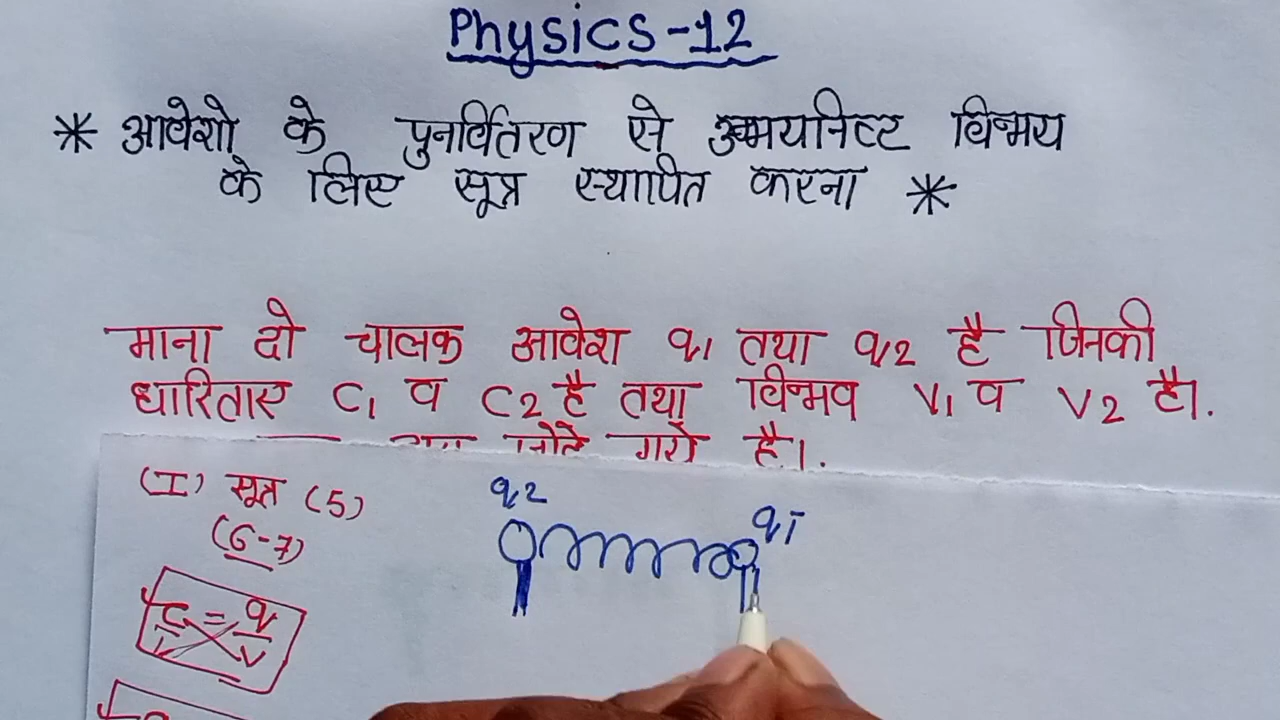 Physics-12
* आवेशो के पुनर्वितरण से उभयनिष्ट विभव
के लिए सूत्र स्थापित करना *
माना दो चालक आवेश q1 तथा q2 है जिनकी
धारिताए C1 व C2 है तथा विभव V1 व V2 है।.
जोड़े गये है।.
(I) सूत्र (5)
(6-7)
q2
q1
C = q
V